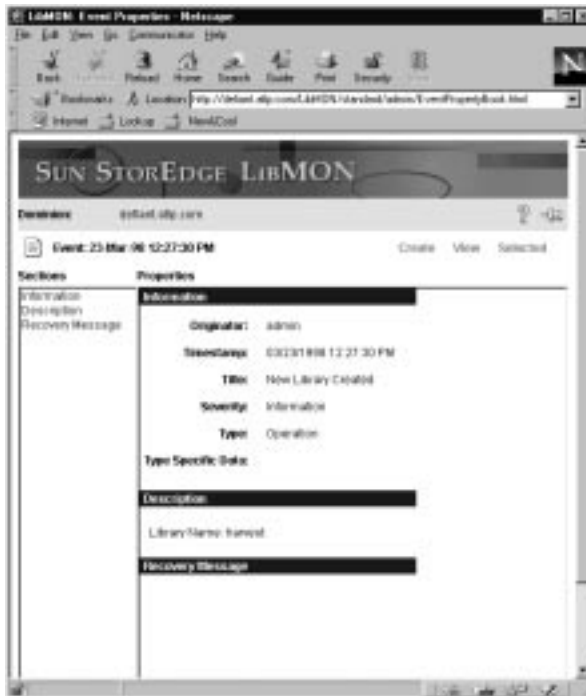 LibMON: Event Properties - Netscape
File Edit View Go Communicator Help
Back Reload Home Search Guide Print Security
Bookmarks Location:
Internet Lookup New&Cool
SUN STOREDGE LIBMON
defiant.eng.com
Event: 23-Mar-98 12:27:30 PM Create View Selected
Sections Properties
Information Information
Description
Recovery Message
Originator: admin
Timestamp: 03/23/1998 12:27:30 PM
Title: New Library Created
Severity: Information
Type: Operation
Type Specific Data:
Description
Library Name: harvest
Recovery Message